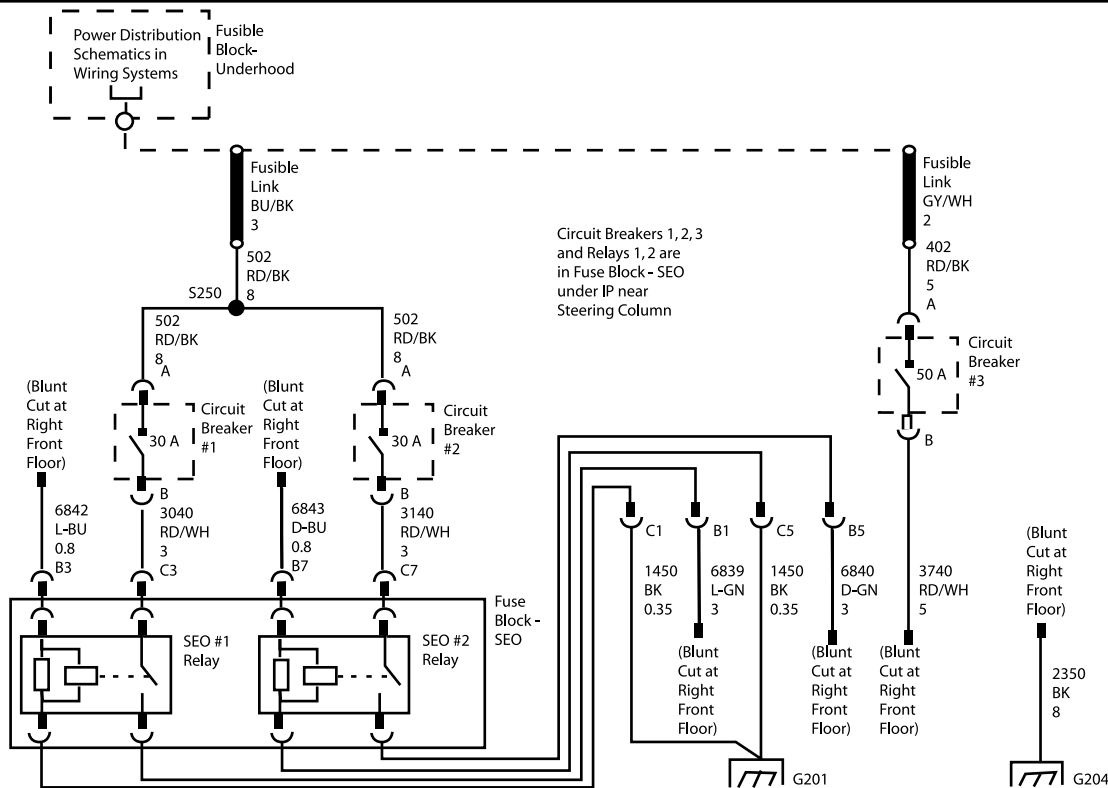 Power Distribution
Schematics in
Wiring Systems
Fusible
Block-
Underhood
Fusible
Link
BU/BK
3
502
RD/BK
8
S250
Fusible
Link
GY/WH
2
402
RD/BK
5
A
Circuit Breakers 1, 2, 3
and Relays 1, 2 are
in Fuse Block - SEO
under IP near
Steering Column
502
RD/BK
8
A
502
RD/BK
8
A
50 A
Circuit
Breaker
#3
B
(Blunt
Cut at
Right
Front
Floor)
30 A
Circuit
Breaker
#1
(Blunt
Cut at
Right
Front
Floor)
30 A
Circuit
Breaker
#2
6842
L-BU
0.8
B3
B
3040
RD/WH
3
C3
6843
D-BU
0.8
B7
B
3140
RD/WH
3
C7
C1
B1
C5
B5
1450
BK
0.35
6839
L-GN
3
1450
BK
0.35
6840
D-GN
3
3740
RD/WH
5
(Blunt
Cut at
Right
Front
Floor)
Fuse
Block -
SEO
SEO #1
Relay
SEO #2
Relay
(Blunt
Cut at
Right
Front
Floor)
(Blunt
Cut at
Right
Front
Floor)
(Blunt
Cut at
Right
Front
Floor)
2350
BK
8
G201
G204